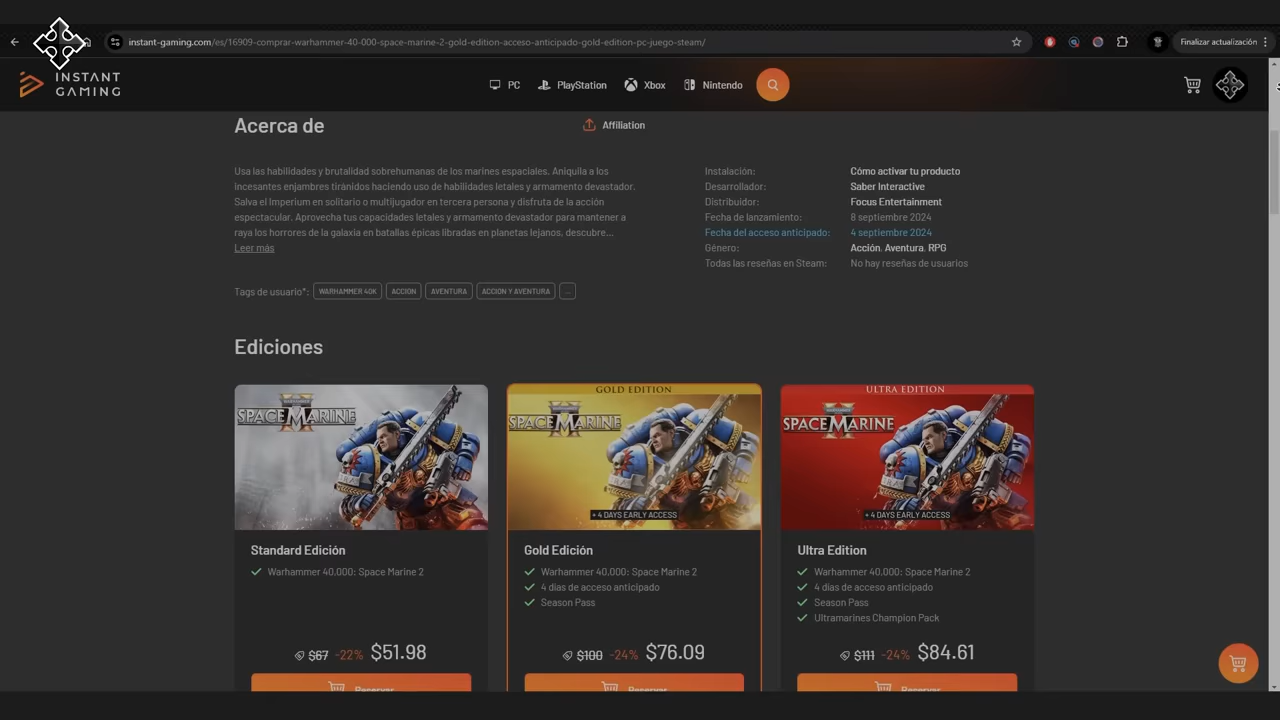 instant-gaming.com/es/16909-comprar-warhammer-40-000-space-marine-2-gold-edition-acceso-anticipado-gold-edition-pc-juego-steam/
Finalizar actualización
INSTANT
GAMING
PC
PlayStation
Xbox
Nintendo
Acerca de
Affiliation
Usa las habilidades y brutalidad sobrehumanas de los marines espaciales. Aniquila a los
incesantes enjambres tiránidos haciendo uso de habilidades letales y armamento devastador.
Salva el Imperium en solitario o multijugador en tercera persona y disfruta de la acción
espectacular. Aprovecha tus capacidades letales y armamento devastador para mantener a
raya los horrores de la galaxia en batallas épicas libradas en planetas lejanos, descubre...
Leer más
Instalación: Cómo activar tu producto
Desarrollador: Saber Interactive
Distribuidor: Focus Entertainment
Fecha de lanzamiento: 8 septiembre 2024
Fecha del acceso anticipado: 4 septiembre 2024
Género: Acción, Aventura, RPG
Todas las reseñas en Steam: No hay reseñas de usuarios
Tags de usuario*: WARHAMMER 40K ACCION AVENTURA ACCION Y AVENTURA ...
Ediciones
SPACE MARINE II
Standard Edición
Warhammer 40,000: Space Marine 2
$67 -22% $51.98
Reservar
GOLD EDITION
SPACE MARINE II
+ 4 DAYS EARLY ACCESS
Gold Edición
Warhammer 40,000: Space Marine 2
4 días de acceso anticipado
Season Pass
$100 -24% $76.09
Reservar
ULTRA EDITION
SPACE MARINE II
+ 4 DAYS EARLY ACCESS
Ultra Edition
Warhammer 40,000: Space Marine 2
4 días de acceso anticipado
Season Pass
Ultramarines Champion Pack
$111 -24% $84.61
Reservar